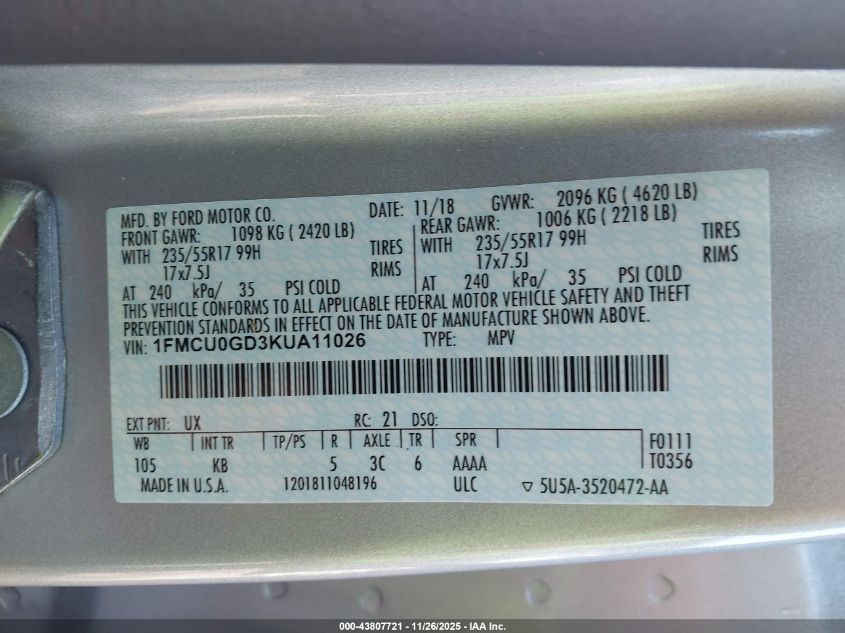 MFD. BY FORD MOTOR CO. DATE: 11/18 GVWR: 2096 KG ( 4620 LB)
FRONT GAWR: 1098 KG ( 2420 LB) REAR GAWR: 1006 KG ( 2218 LB)
WITH 235/55R17 99H TIRES WITH 235/55R17 99H TIRES
17x7.5J RIMS 17x7.5J RIMS
AT 240 kPa/ 35 PSI COLD AT 240 kPa/ 35 PSI COLD
THIS VEHICLE CONFORMS TO ALL APPLICABLE FEDERAL MOTOR VEHICLE SAFETY AND THEFT
PREVENTION STANDARDS IN EFFECT ON THE DATE OF MANUFACTURE SHOWN ABOVE.
VIN: 1FMCU0GD3KUA11026 TYPE: MPV
EXT PNT: UX RC: 21 DSO:
WB INT TR TP/PS R AXLE TR SPR F0111
105 KB 5 3C 6 AAAA T0356
MADE IN U.S.A. 1201811048196 ULC ▽ 5U5A-3520472-AA
000-43807721 - 11/26/2025 - IAA Inc.